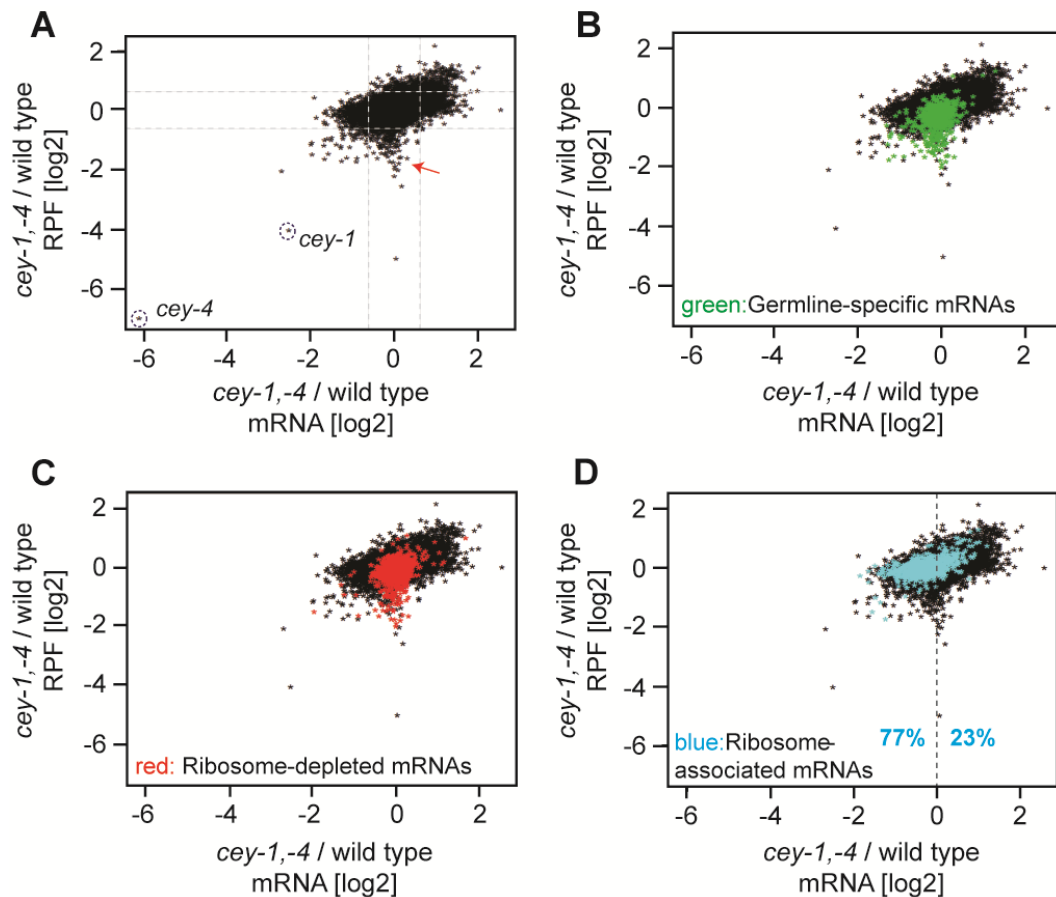 A
cey-1,-4 / wild type
RPF [log2]
2
0
-2
-4
-6
cey-1
cey-4
-6
-4
-2
0
2
cey-1,-4 / wild type
mRNA [log2]
B
cey-1,-4 / wild type
RPF [log2]
2
0
-2
-4
-6
green:Germline-specific mRNAs
-6
-4
-2
0
2
cey-1,-4 / wild type
mRNA [log2]
C
cey-1,-4 / wild type
RPF [log2]
2
0
-2
-4
-6
red: Ribosome-depleted mRNAs
-6
-4
-2
0
2
cey-1,-4 / wild type
mRNA [log2]
D
cey-1,-4 / wild type
RPF [log2]
2
0
-2
-4
-6
77% 23%
blue:Ribosome-
associated mRNAs
-6
-4
-2
0
2
cey-1,-4 / wild type
mRNA [log2]